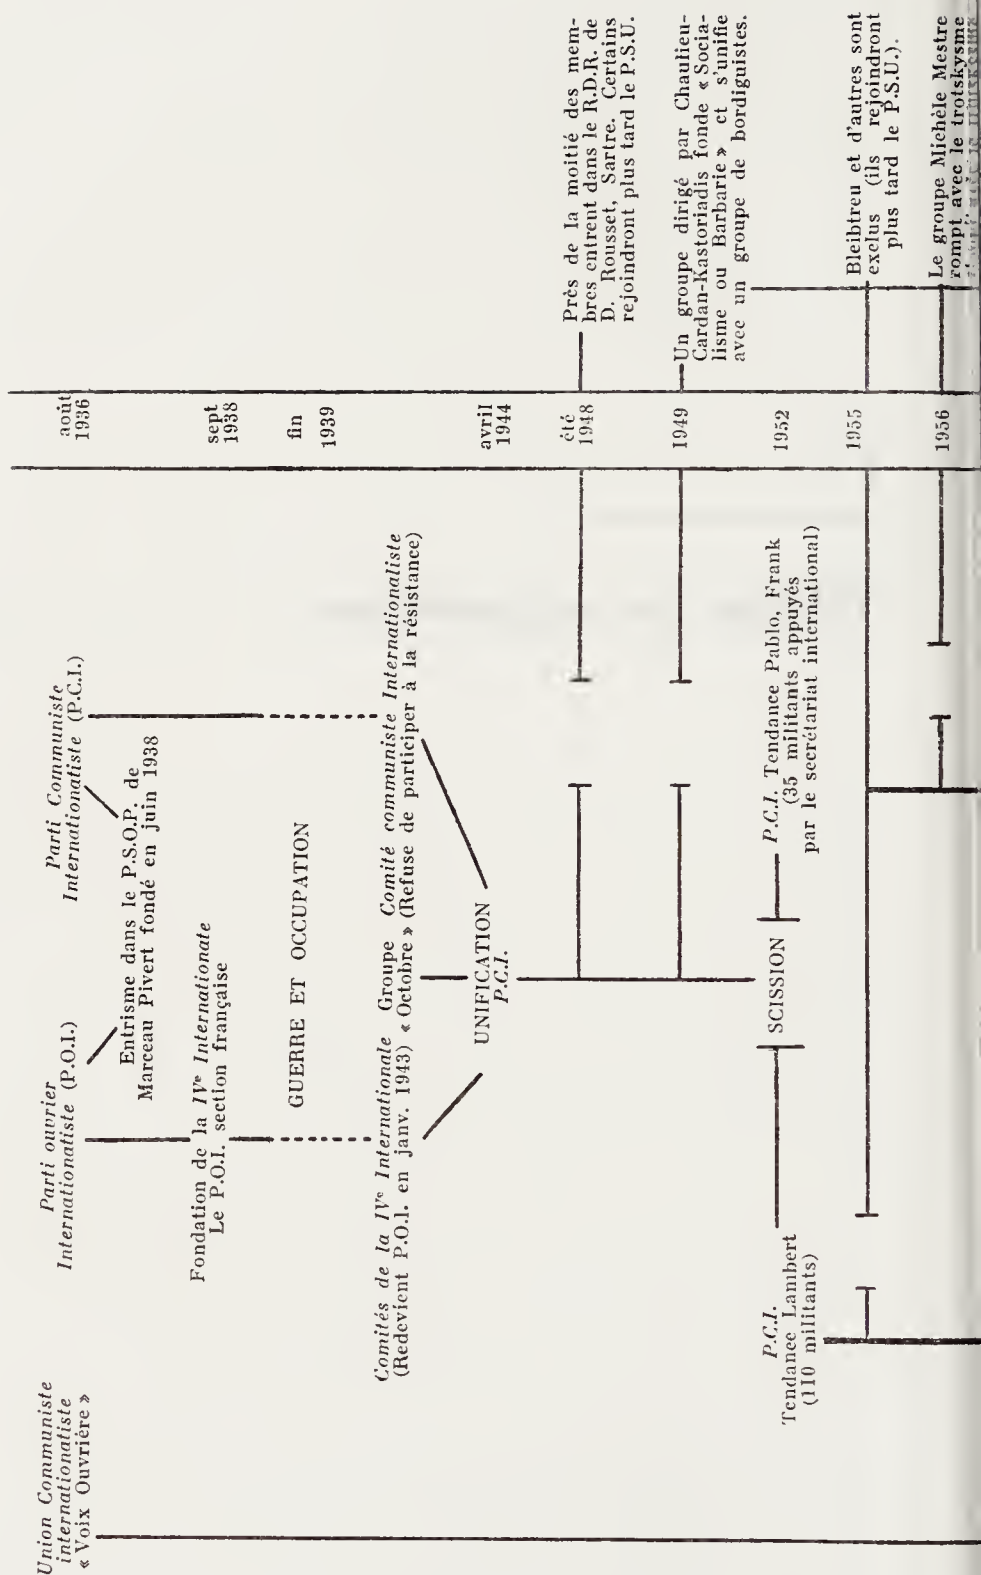 Union Communiste
internationatiste
« Voix Ouvrière »
Parti ouvrier
Internationatiste (P.O.I.)
Parti Communiste
Internationatiste (P.C.I.)
août
1936
Entrisme dans le P.S.O.P. de
Marceau Pivert fondé en juin 1938
Fondation de la IVe Internationate
Le P.O.I. section française
sept
1938
GUERRE ET OCCUPATION
fin
1939
Comités de la IVe Internationale
(Redevient P.O.I. en janv. 1943)
Groupe
« Octobre »
Comité communiste Internationaliste
(Refuse de participer à la résistance)
UNIFICATION
P.C.I.
avril
1944
été
1948
Près de la moitié des mem-
bres entrent dans le R.D.R. de
D. Rousset, Sartre. Certains
rejoindront plus tard le P.S.U.
1949
Un groupe dirigé par Chaulieu-
Cardan-Kastoriadis fonde « Socia-
lisme ou Barbarie » et s'unifie
avec un groupe de bordiguistes.
P.C.I.
Tendance Lambert
(110 militants)
SCISSION
P.C.I. Tendance Pablo, Frank
(35 militants appuyés
par le secrétariat international)
1952
1955
Bleibtreu et d'autres sont
exclus (ils rejoindront
plus tard le P.S.U.).
1956
Le groupe Michèle Mestre
rompt avec le trotskysme